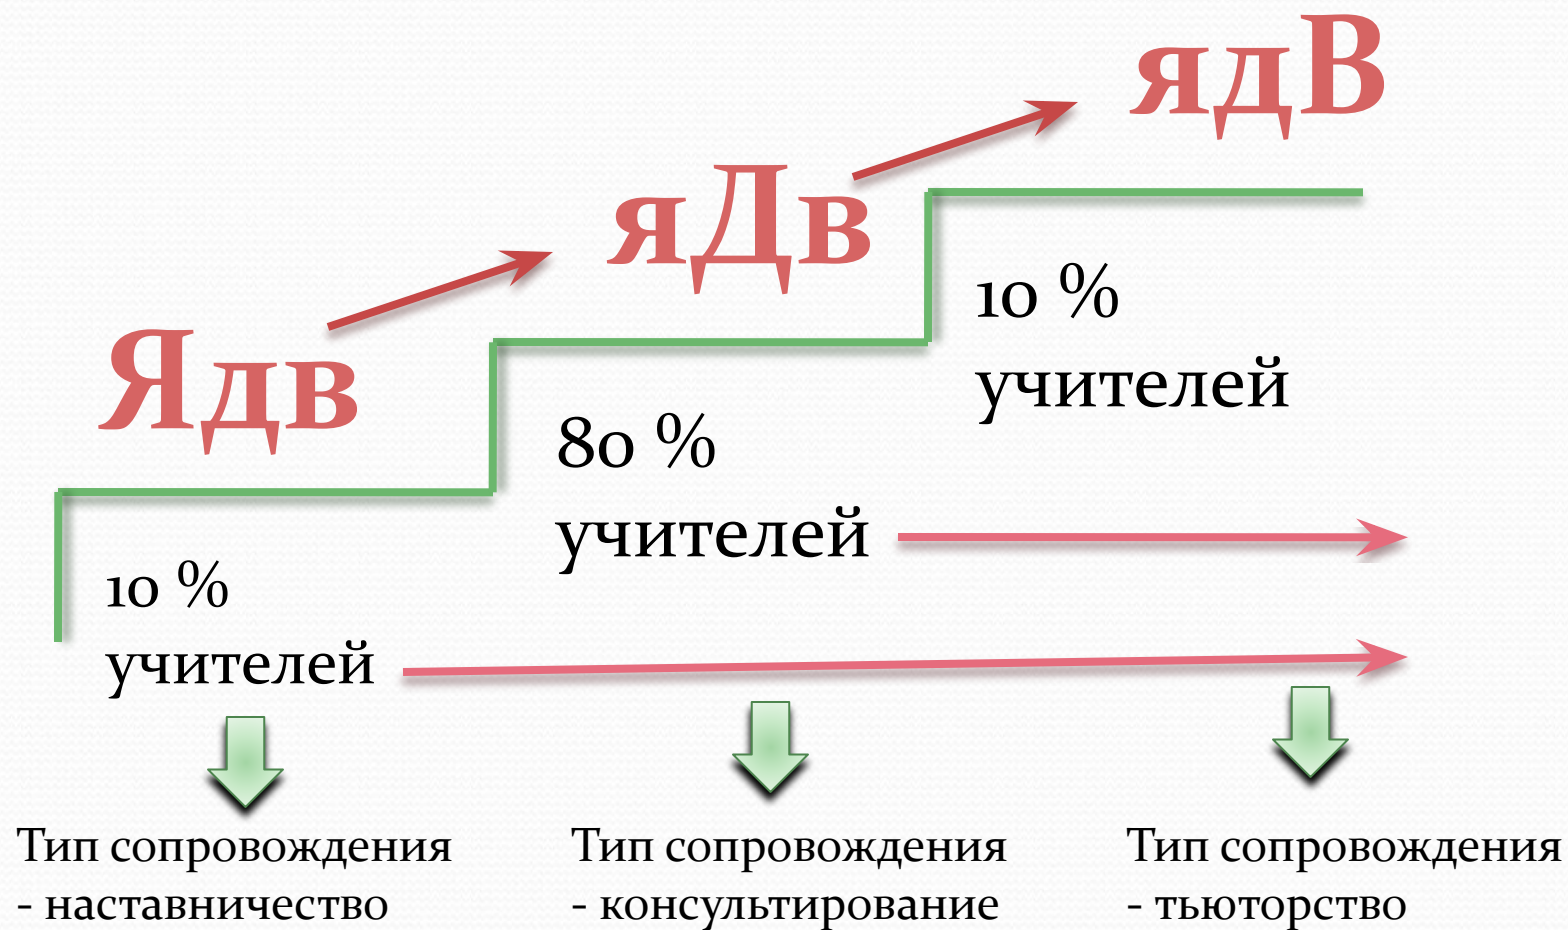 ядВ
яДв
Ядв
10 %
учителей
80 %
учителей
10 %
учителей
Тип сопровождения
- наставничество
Тип сопровождения
- консультирование
Тип сопровождения
- тьюторство